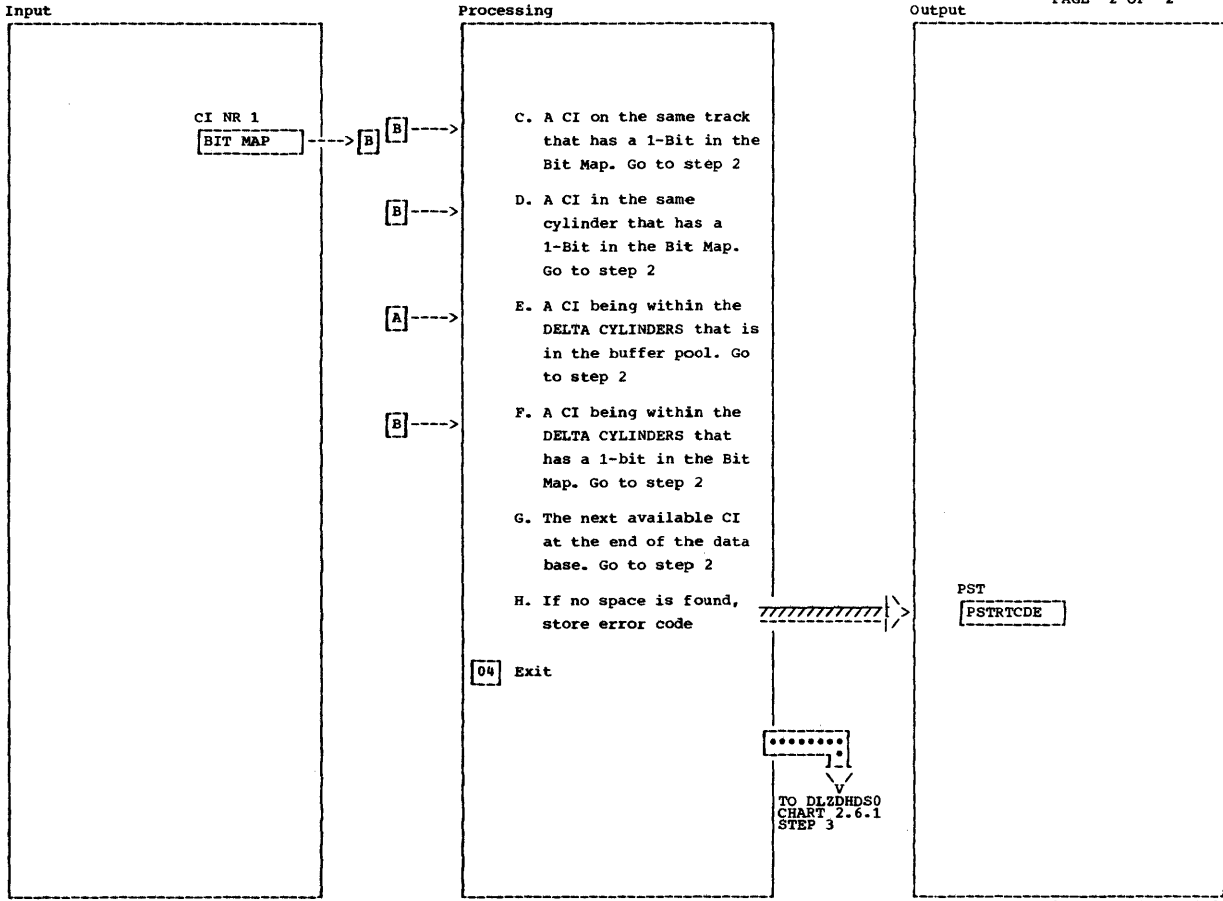 PAGE 2 OF 2
Input
Processing
Output
CI NR 1
BIT MAP
B
B
C. A CI on the same track
that has a 1-Bit in the
Bit Map. Go to step 2
B
D. A CI in the same
cylinder that has a
1-Bit in the Bit Map.
Go to step 2
A
E. A CI being within the
DELTA CYLINDERS that is
in the buffer pool. Go
to step 2
B
F. A CI being within the
DELTA CYLINDERS that
has a 1-bit in the Bit
Map. Go to step 2
G. The next available CI
at the end of the data
base. Go to step 2
H. If no space is found,
store error code
PST
PSTRTCDE
04 Exit
TO DLZDHDS0
CHART 2.6.1
STEP 3